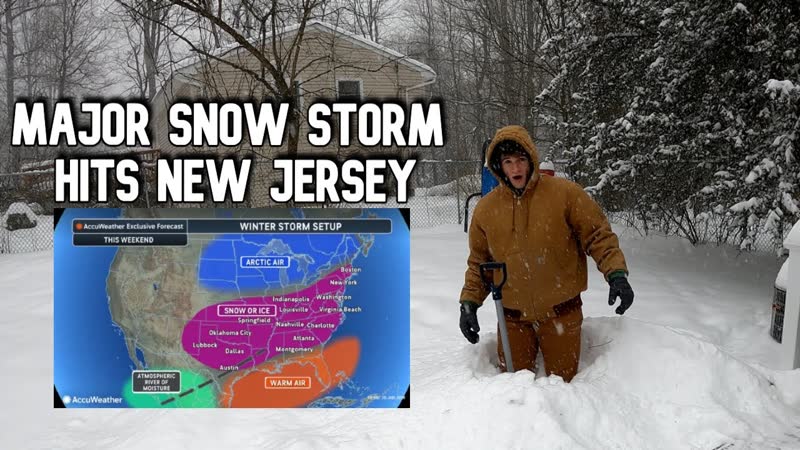 MAJOR SNOW STORM
HITS NEW JERSEY
AccuWeather Exclusive Forecast
WINTER STORM SETUP
THIS WEEKEND
ARCTIC AIR
Boston
New York
Indianapolis
Washington
SNOW OR ICE
Louisville
Virginia Beach
Springfield
Oklahoma City
Nashville
Charlotte
Lubbock
Dallas
Atlanta
Montgomery
Austin
ATMOSPHERIC
RIVER OF
MOISTURE
WARM AIR
AccuWeather